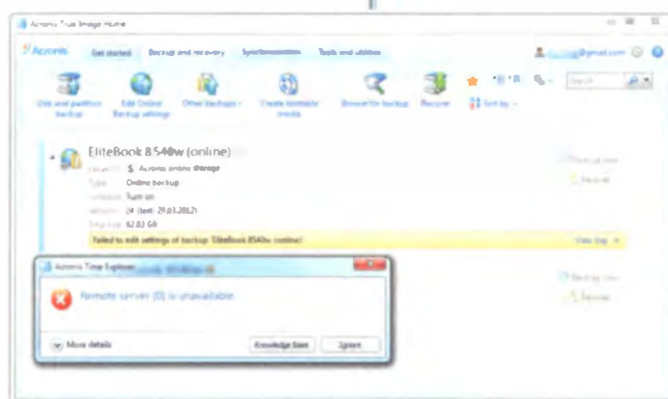 Acronis True Image Home
Acronis Get started Backup and recovery Synchronization Tools and utilities
Disk and partition backup
Edit Online Backup settings
Other backups
Create bootable media
Browse for backup
Recover
Search
Sort by
EliteBook 8540w (online)
Acronis online storage
Type Online backup
Turn on
24 (last: 29.03.2012)
62.83 GB
Failed to edit settings of backup 'EliteBook 8540w (online)'
View log
Acronis Time Explorer
Remote server (0) is unavailable.
More details Knowledge Base Ignore
Recover